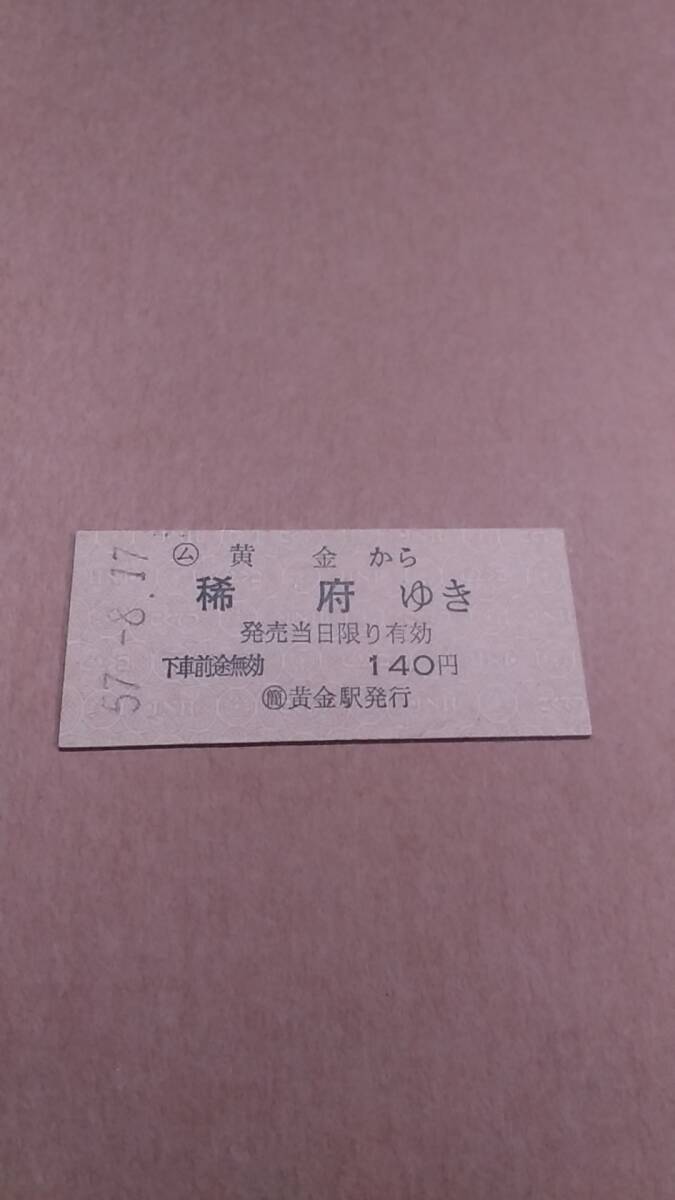 57-8.17
㋰ 黄 金 から
稀 府 ゆき
発売当日限り有効
下車前途無効 140円
㊢黄金駅発行